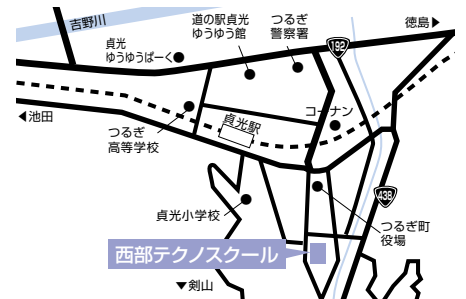 吉野川
道の駅貞光
ゆうゆう館
つるぎ
警察署
徳島▶
192
貞光
ゆうゆうぱーく
コーナン
◀池田
貞光駅
つるぎ
高等学校
438
貞光小学校
つるぎ町
役場
西部テクノスクール
▼剣山